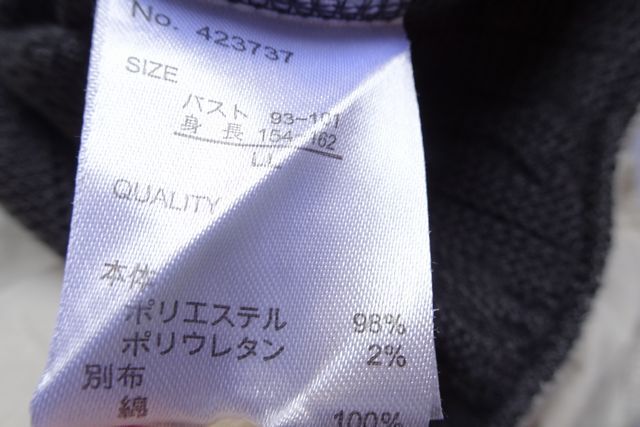 No. 423737
SIZE
バスト 93-101
身長 154-162
LL
QUALITY
本体
ポリエステル 98%
ポリウレタン 2%
別布
綿 100%